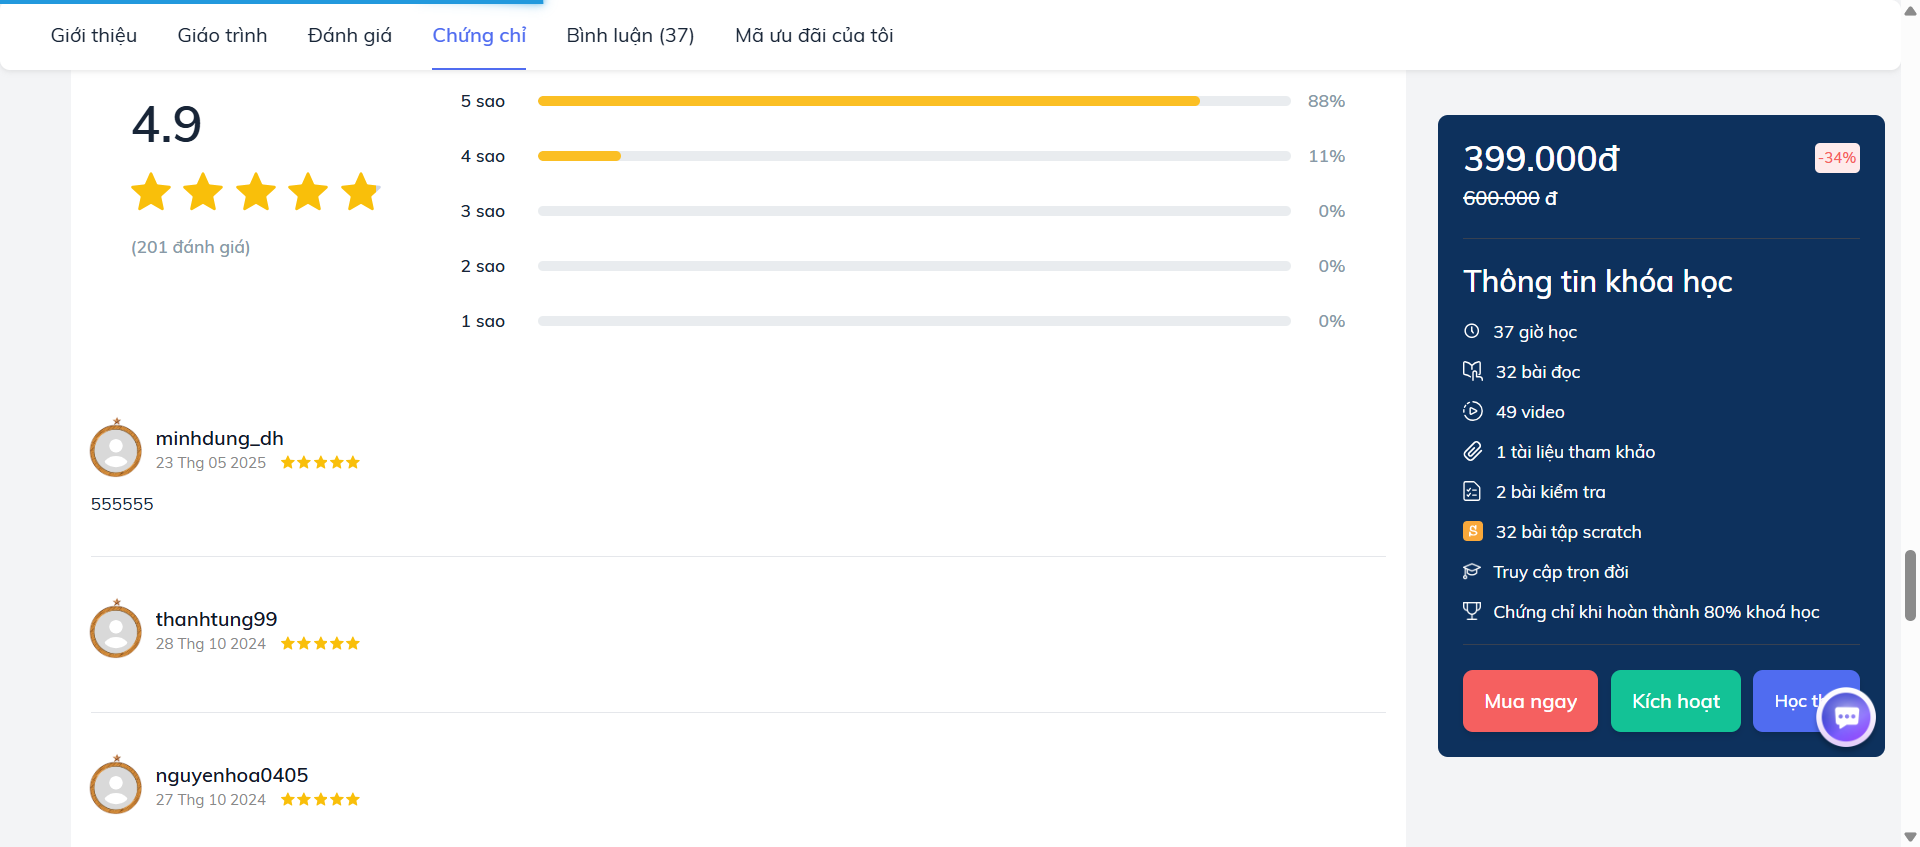 Giới thiệu
Giáo trình
Đánh giá
Chứng chỉ
Bình luận (37)
Mã ưu đãi của tôi
4.9
(201 đánh giá)
5 sao 88%
4 sao 11%
3 sao 0%
2 sao 0%
1 sao 0%
minhdung_dh
23 Thg 05 2025
555555
thanhtung99
28 Thg 10 2024
nguyenhoa0405
27 Thg 10 2024
399.000đ
-34%
600.000 đ
Thông tin khóa học
37 giờ học
32 bài đọc
49 video
1 tài liệu tham khảo
2 bài kiểm tra
S 32 bài tập scratch
Truy cập trọn đời
Chứng chỉ khi hoàn thành 80% khoá học
Mua ngay
Kích hoạt
Học